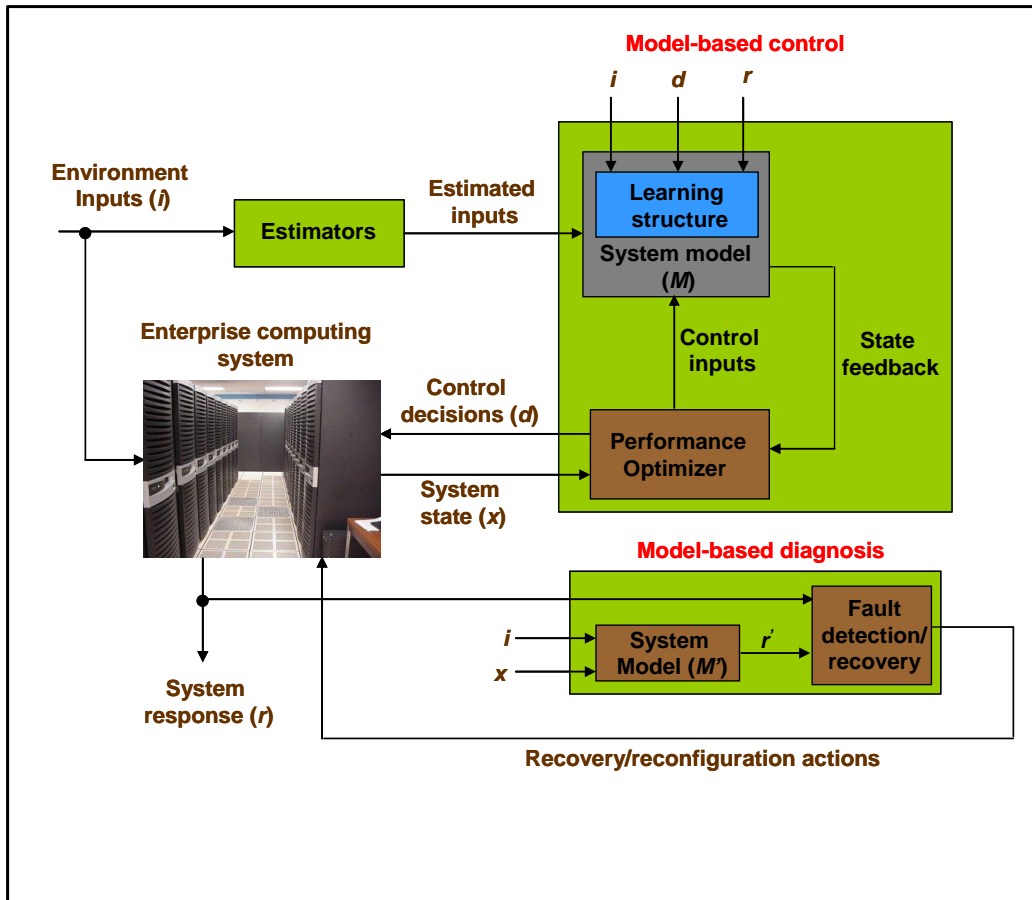 Model-based control
i d r
Environment
Inputs (i)
Estimators
Estimated
inputs
Learning
structure
System model
(M)
Control
inputs
State
feedback
Enterprise computing
system
Control
decisions (d)
Performance
Optimizer
System
state (x)
Model-based diagnosis
i
x
System
Model (M')
r'
Fault
detection/
recovery
System
response (r)
Recovery/reconfiguration actions